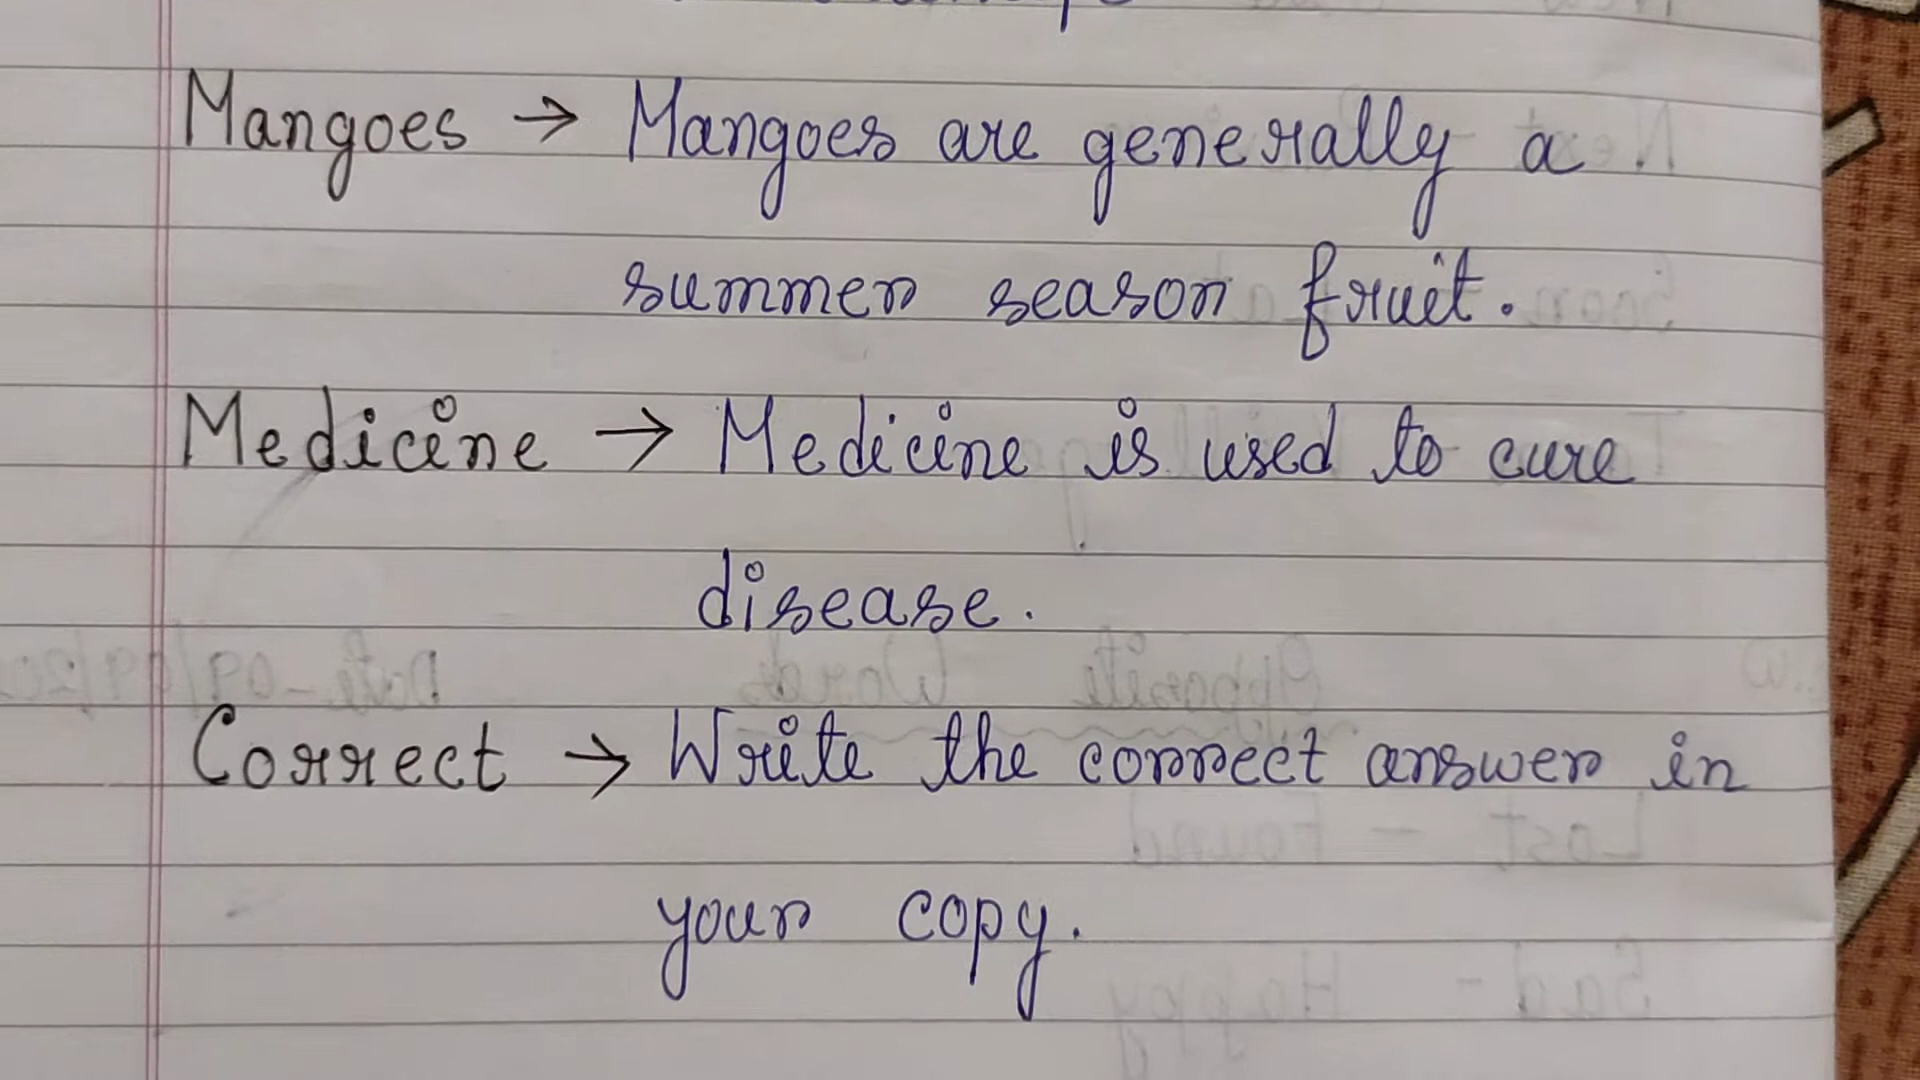 Mangoes → Mangoes are generally a
summer season fruit.
Medicine → Medicine is used to cure
disease.
Correct → Write the correct answer in
your copy.